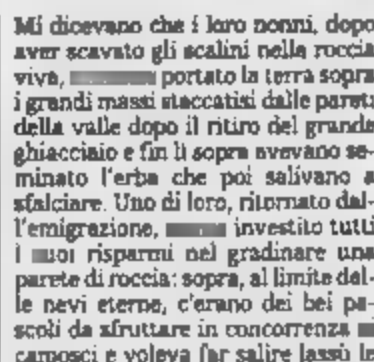 Mi dicevano che i loro nonni, dopo
aver scavato gli scalini nella roccia
viva, portato la terra sopra
i grandi massi staccatisi dalle pareti
della valle dopo il ritiro del grande
ghiacciaio e fin lì sopra avevano se-
minato l'erba che poi salivano a
sfalciare. Uno di loro, ritornato dal-
l'emigrazione, investito tutti
i risparmi nel gradinare una
parete di roccia: sopra, al limite del-
le nevi eterne, c'erano dei bei pa-
scoli da sfruttare in concorrenza
camosci e voleva far salire lassù le